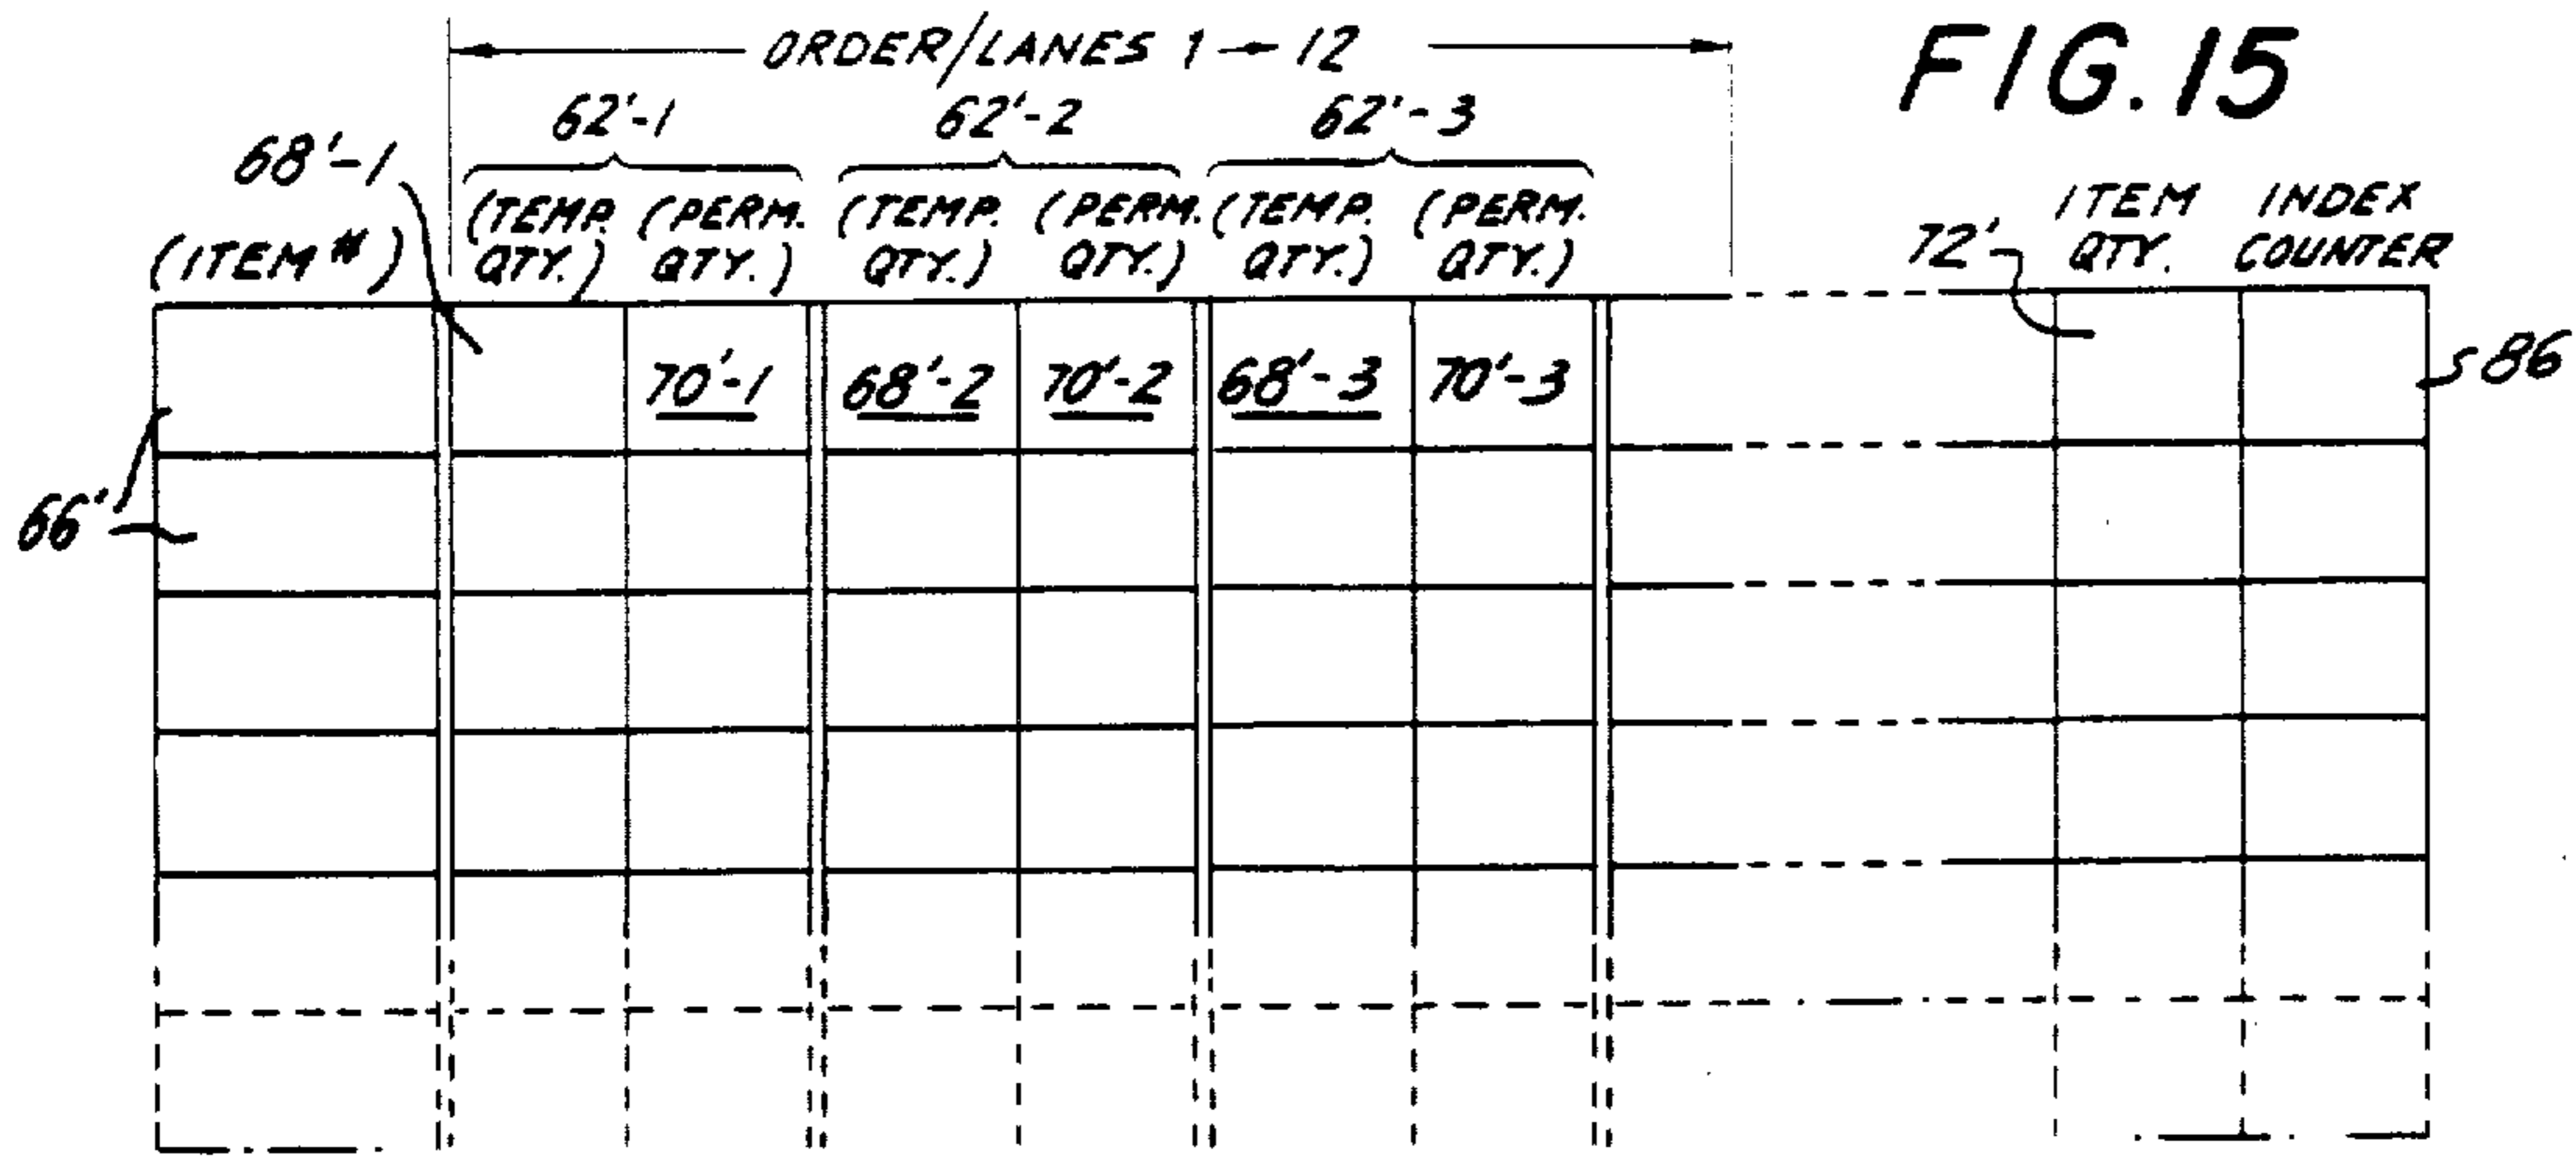 FIG. 15
ORDER/LANES 1 → 12
62'-1 62'-2 62'-3
68'-1
(ITEM #) (TEMP. QTY.) (PERM. QTY.) (TEMP. QTY.) (PERM. QTY.) (TEMP. QTY.) (PERM. QTY.)
72' ITEM QTY. INDEX COUNTER
70'-1 68'-2 70'-2 68'-3 70'-3
86
66'